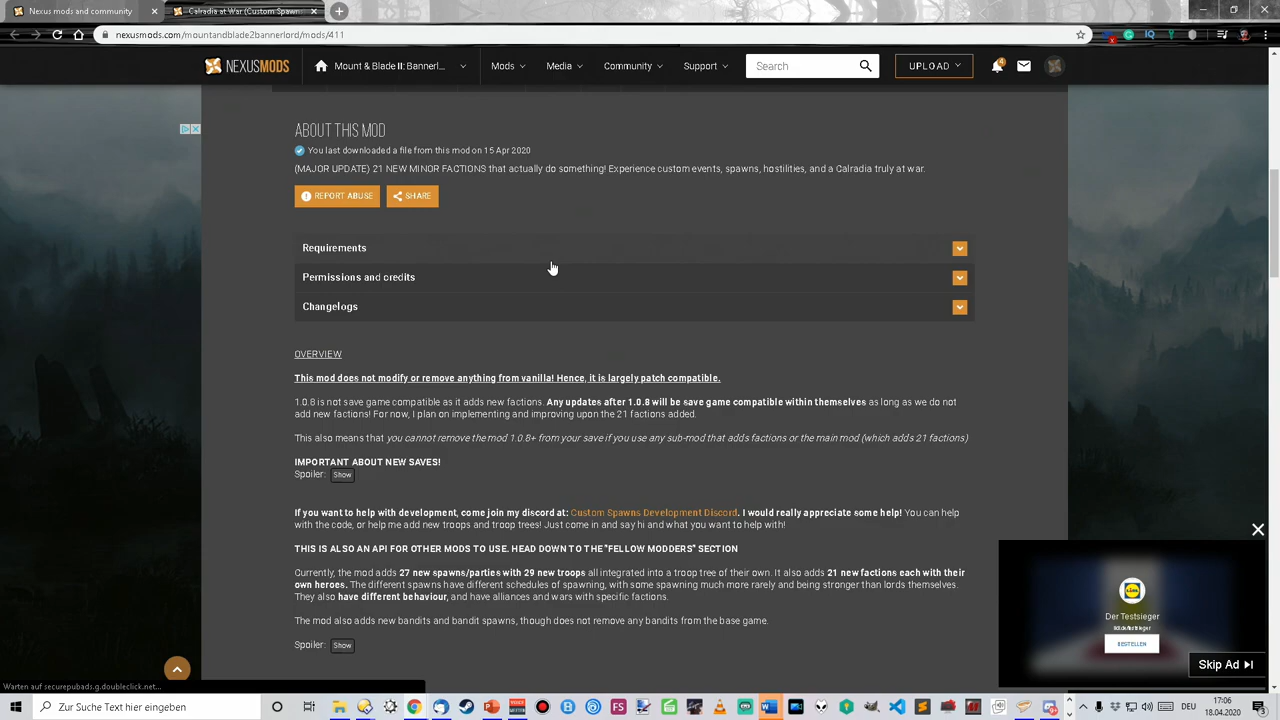 Nexus mods and community
Calradia at War (Custom Spawn
nexusmods.com/mountandblade2bannerlord/mods/411
NEXUSMODS
Mount & Blade II: Bannerl...
Mods
Media
Community
Support
Search
UPLOAD
4
ABOUT THIS MOD
You last downloaded a file from this mod on 15 Apr 2020
(MAJOR UPDATE) 21 NEW MINOR FACTIONS that actually do something! Experience custom events, spawns, hostilities, and a Calradia truly at war.
REPORT ABUSE
SHARE
Requirements
Permissions and credits
Changelogs
OVERVIEW
This mod does not modify or remove anything from vanilla! Hence, it is largely patch compatible.
1.0.8 is not save game compatible as it adds new factions. Any updates after 1.0.8 will be save game compatible within themselves as long as we do not
add new factions! For now, I plan on implementing and improving upon the 21 factions added.
This also means that you cannot remove the mod 1.0.8+ from your save if you use any sub-mod that adds factions or the main mod (which adds 21 factions)
IMPORTANT ABOUT NEW SAVES!
Spoiler: Show
If you want to help with development, come join my discord at: Custom Spawns Development Discord. I would really appreciate some help! You can help
with the code, or help me add new troops and troop trees! Just come in and say hi and what you want to help with!
THIS IS ALSO AN API FOR OTHER MODS TO USE. HEAD DOWN TO THE "FELLOW MODDERS" SECTION
Currently, the mod adds 27 new spawns/parties with 29 new troops all integrated into a troop tree of their own. It also adds 21 new factions each with their
own heroes. The different spawns have different schedules of spawning, with some spawning much more rarely and being stronger than lords themselves.
They also have different behaviour, and have alliances and wars with specific factions.
The mod also adds new bandits and bandit spawns, though does not remove any bandits from the base game.
Spoiler: Show
Der Testsieger
BESTELLEN
Skip Ad
Warten auf securepubads.g.doubleclick.net...
Zur Suche Text hier eingeben
DEU
17:06
18.04.2020